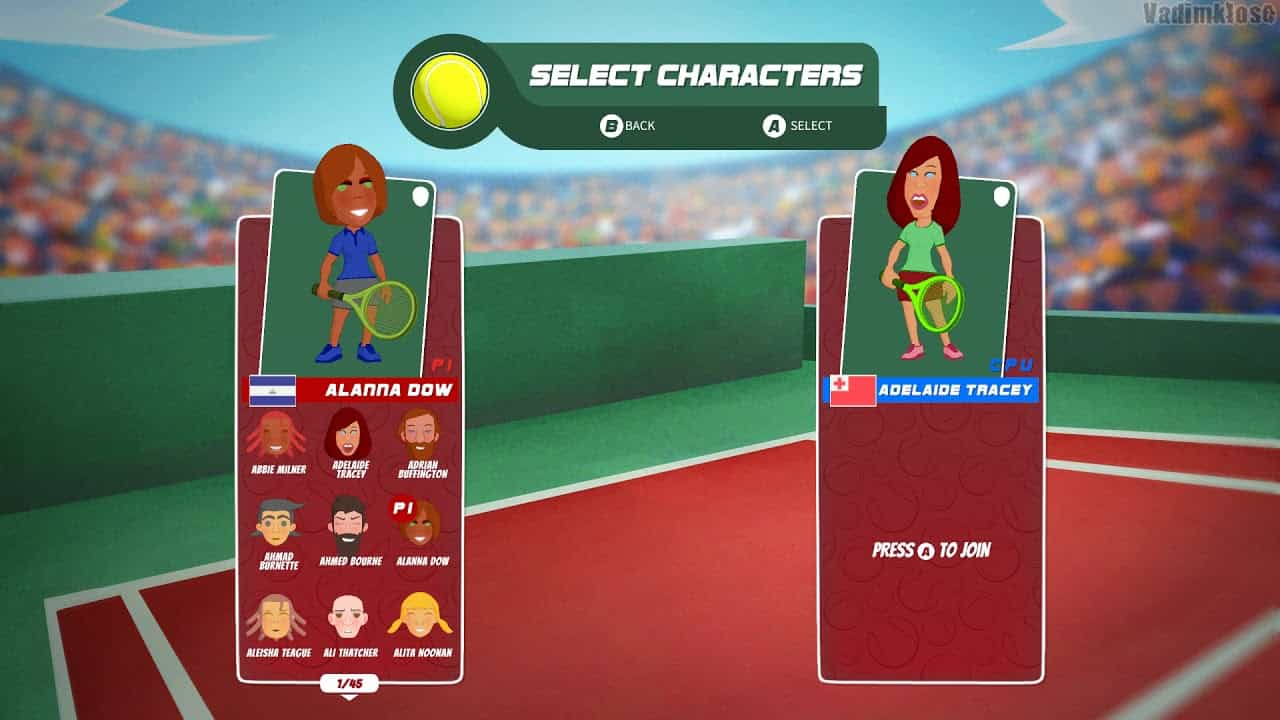 Vadimklose
SELECT CHARACTERS
B BACK
A SELECT
P1
ALANNA DOW
CPU
ADELAIDE TRACEY
ABBIE MILNER
ADELAIDE
TRACEY
ADRIAN
BUFFINGTON
P1
AHMAD
BURNETTE
AHMED BOURNE
ALANNA DOW
PRESS A TO JOIN
ALEISHA TEAGUE
ALI THATCHER
ALITA NOONAN
1/45